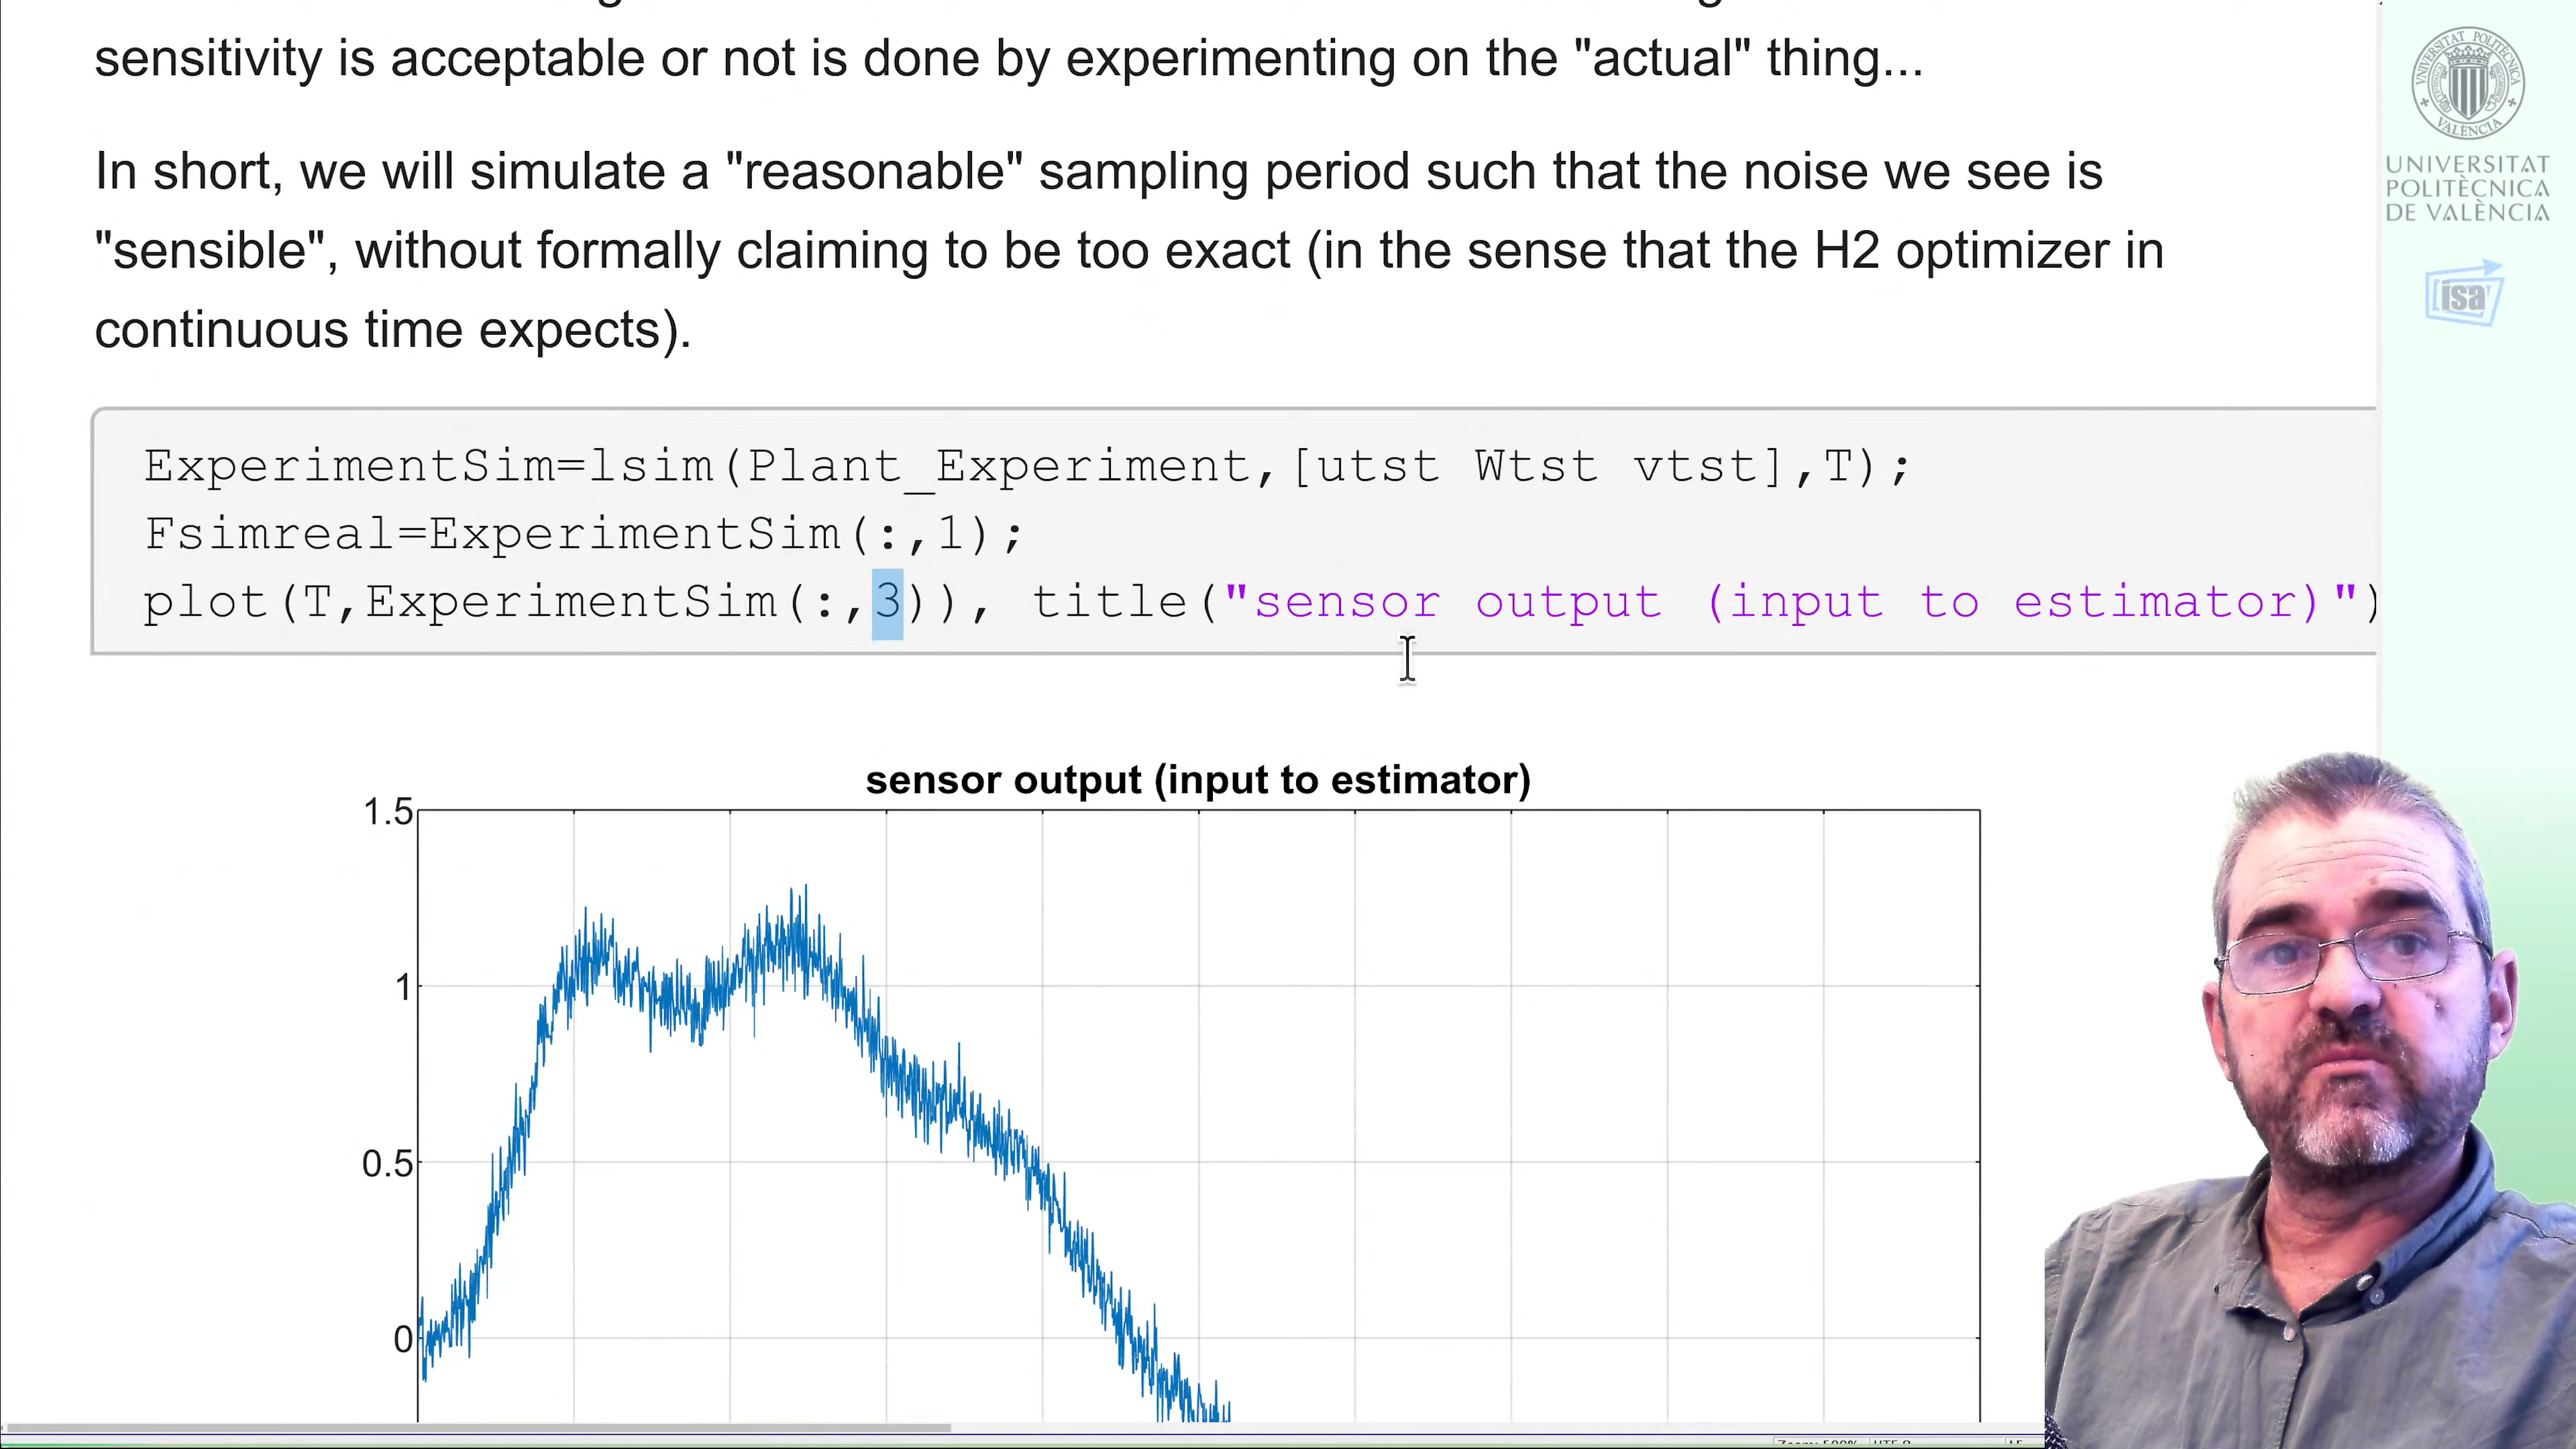 sensitivity is acceptable or not is done by experimenting on the "actual" thing...
In short, we will simulate a "reasonable" sampling period such that the noise we see is
"sensible", without formally claiming to be too exact (in the sense that the H2 optimizer in
continuous time expects).
ExperimentSim=lsim(Plant_Experiment,[utst Wtst vtst],T);
Fsimreal=ExperimentSim(:,1);
plot(T,ExperimentSim(:,3)), title("sensor output (input to estimator)")
sensor output (input to estimator)
1.5
1
0.5
0
UNIVERSITAT POLITÈCNICA
VALÈNCIA
UNIVERSITAT
POLITÈCNICA
DE VALÈNCIA
isa